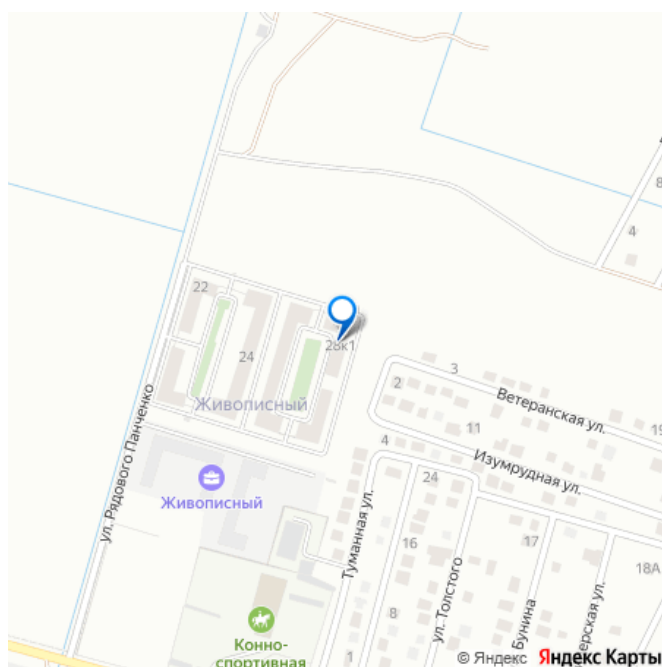 8
4
22
28к1
24
3
Живописный
2
Ветеранская ул.
19
11
Изумрудная ул.
4
24
ул. Рядового Панченко
Живописный
Туманная ул.
16
ул. Толстого
17
18А
Бунина
8
Конно-
спортивная
1
© Яндекс Яндекс Карты